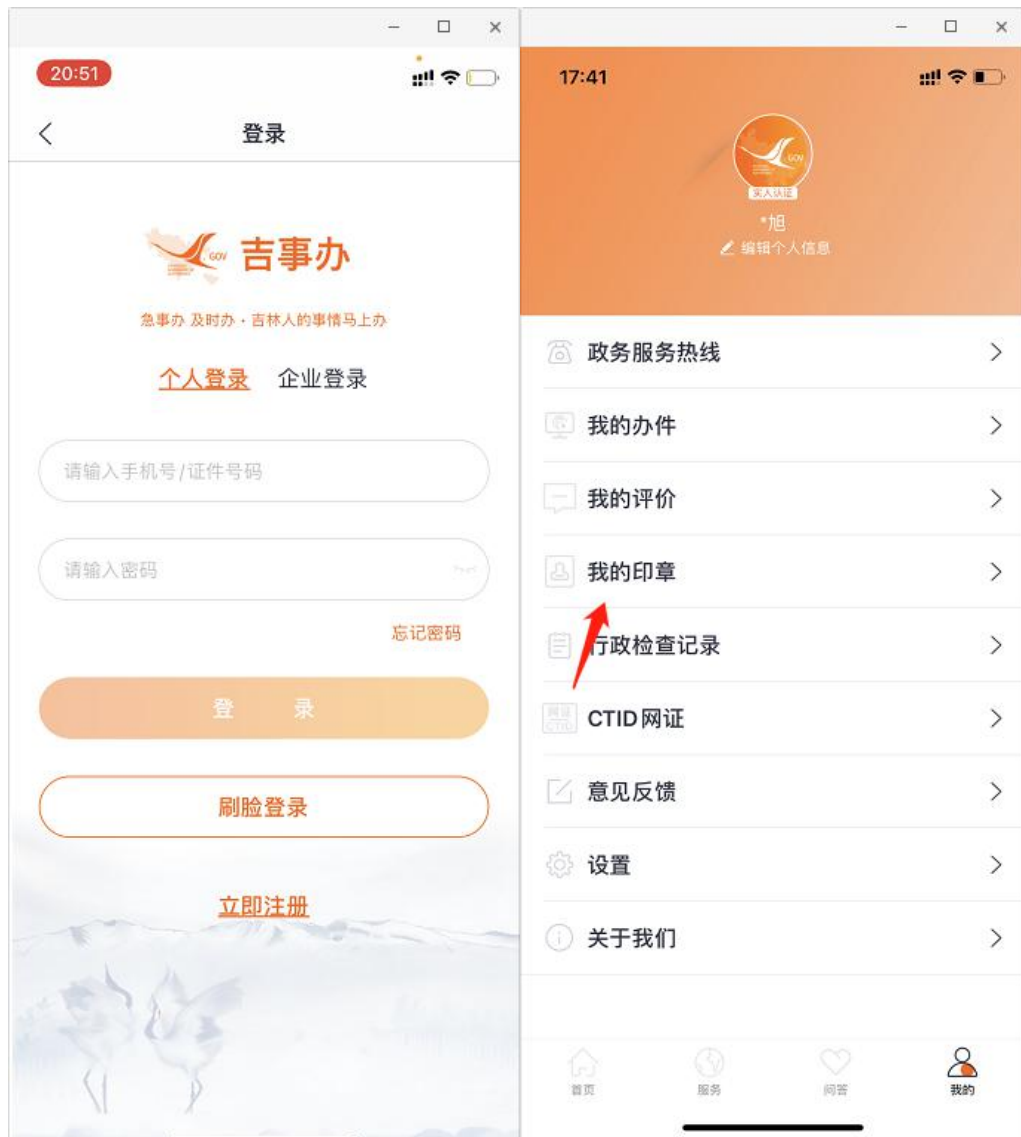 20:51
登录
GOV
吉事办
急事办 及时办·吉林人的事情马上办
个人登录 企业登录
请输入手机号/证件号码
请输入密码
忘记密码
登 录
刷脸登录
立即注册
17:41
GOV
实人认证
*旭
编辑个人信息
政务服务热线
我的办件
我的评价
我的印章
行政检查记录
网证
CTID
CTID网证
意见反馈
设置
关于我们
首页
服务
问答
我的